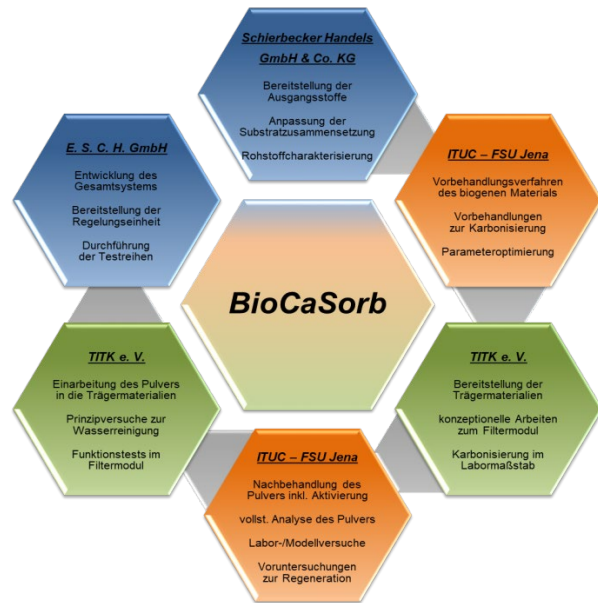 Schierbecker Handels
GmbH & Co. KG
Bereitstellung der
Ausgangsstoffe
Anpassung der
Substratzusammensetzung
Rohstoffcharakterisierung
ITUC – FSU Jena
Vorbehandlungsverfahren
des biogenen Materials
Vorbehandlungen
zur Karbonisierung
Parameteroptimierung
TITK e. V.
Bereitstellung der
Trägermaterialien
konzeptionelle Arbeiten
zum Filtermodul
Karbonisierung im
Labormaßstab
ITUC – FSU Jena
Nachbehandlung des
Pulvers inkl. Aktivierung
vollst. Analyse des Pulvers
Labor-/Modellversuche
Voruntersuchungen
zur Regeneration
TITK e. V.
Einarbeitung des Pulvers
in die Trägermaterialien
Prinzipversuche zur
Wasserreinigung
Funktionstests im
Filtermodul
E. S. C. H. GmbH
Entwicklung des
Gesamtsystems
Bereitstellung der
Regelungseinheit
Durchführung
der Testreihen
BioCaSorb